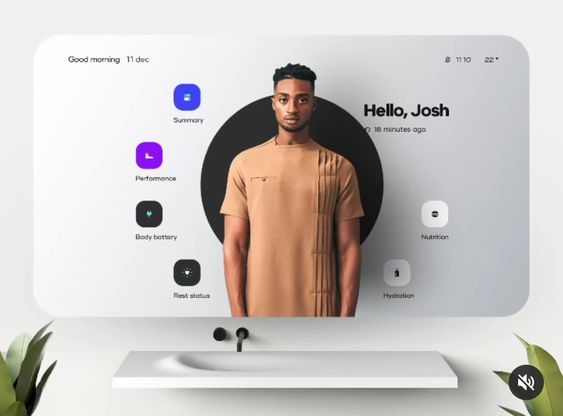 Good morning 11 dec
11 10 22°
Summary
Hello, Josh
18 minutes ago
Performance
Body battery
Nutrition
Rest status
Hydration